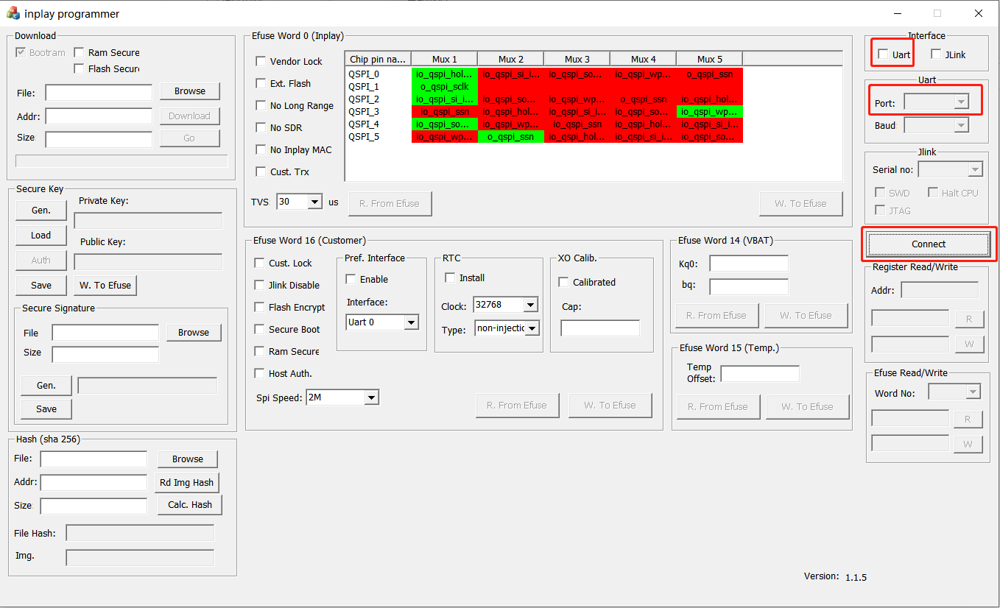 inplay programmer
Download
Bootram
Ram Secure
Flash Secure
File:
Browse
Addr:
Download
Size:
Go
Secure Key
Gen.
Private Key:
Load
Public Key:
Auth
Save
W. To Efuse
Secure Signature
File
Browse
Size
Gen.
Save
Hash (sha 256)
File:
Browse
Addr:
Rd Img Hash
Size:
Calc. Hash
File Hash:
Img.
Efuse Word 0 (Inplay)
Vendor Lock
Ext. Flash
No Long Range
No SDR
No Inplay MAC
Cust. Trx
Chip pin na... Mux 1 Mux 2 Mux 3 Mux 4 Mux 5
QSPI_0 io_qspi_hol... io_qspi_si_i... io_qspi_so... io_qspi_wp... o_qspi_ssn
QSPI_1 o_qspi_sclk
QSPI_2 io_qspi_si_i... io_qspi_so... io_qspi_wp... o_qspi_ssn io_qspi_hol...
QSPI_3 io_qspi_ssn io_qspi_hol... io_qspi_si_i... io_qspi_so... io_qspi_wp...
QSPI_4 io_qspi_so... io_qspi_wp... io_qspi_ssn io_qspi_hol... io_qspi_si_i...
QSPI_5 io_qspi_wp... o_qspi_ssn io_qspi_hol... io_qspi_si_i... io_qspi_so...
TVS: 30 us
R. From Efuse
W. To Efuse
Efuse Word 16 (Customer)
Cust. Lock
Jlink Disable
Flash Encrypt
Secure Boot
Ram Secure
Host Auth.
Spi Speed: 2M
Pref. Interface
Enable
Interface:
Uart 0
RTC
Install
Clock: 32768
Type: non-injectic
XO Calib.
Calibrated
Cap:
R. From Efuse
W. To Efuse
Efuse Word 14 (VBAT)
Kq0:
bq:
R. From Efuse
W. To Efuse
Efuse Word 15 (Temp.)
Temp
Offset:
R. From Efuse
W. To Efuse
Interface
Uart
JLink
Uart
Port:
Baud
Jlink
Serial no:
SWD
Halt CPU
JTAG
Connect
Register Read/Write
Addr:
R
W
Efuse Read/Write
Word No:
R
W
Version: 1.1.5